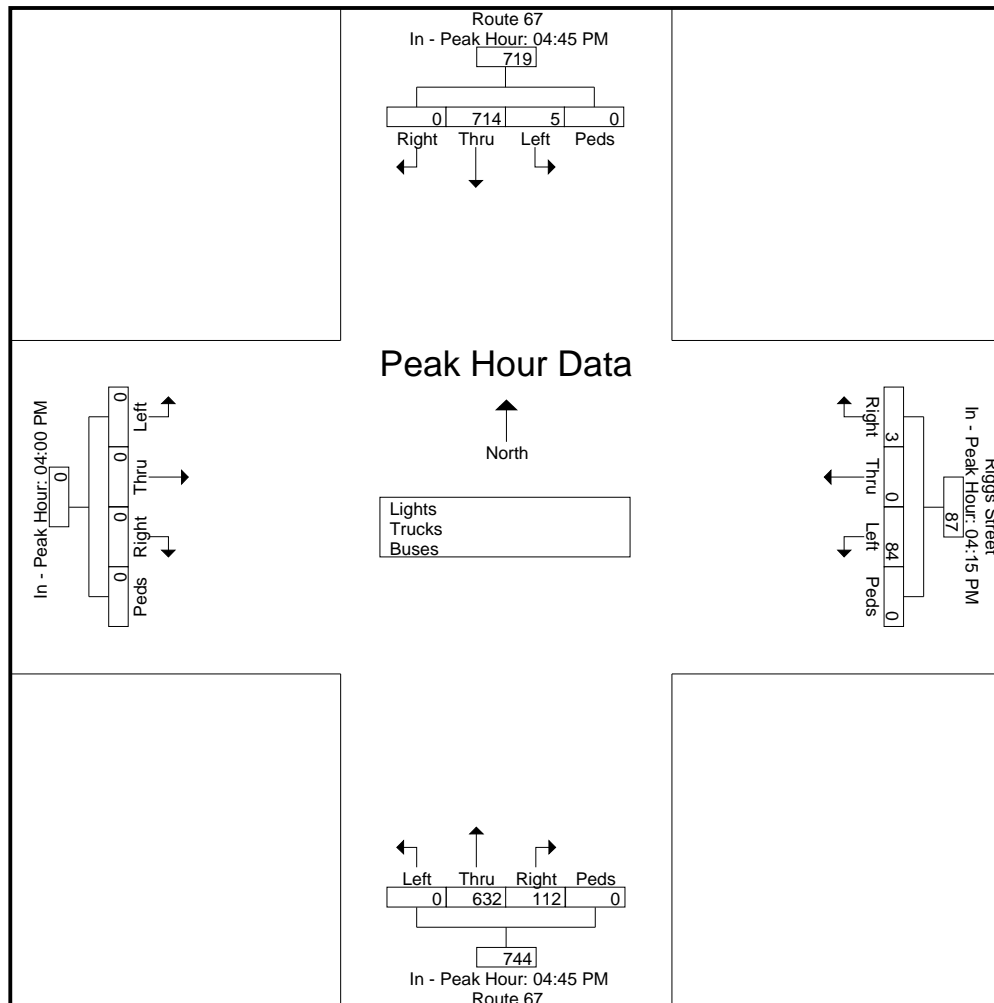 Route 67
In - Peak Hour: 04:45 PM
719
0 714 5 0
Right Thru Left Peds
Peak Hour Data
North
Lights
Trucks
Buses
In - Peak Hour: 04:00 PM
0
0 0 0 0
Left Thru Right Peds
Riggs Street
In - Peak Hour: 04:15 PM
87
3 0 84 0
Right Thru Left Peds
Left Thru Right Peds
0 632 112 0
744
In - Peak Hour: 04:45 PM
Route 67